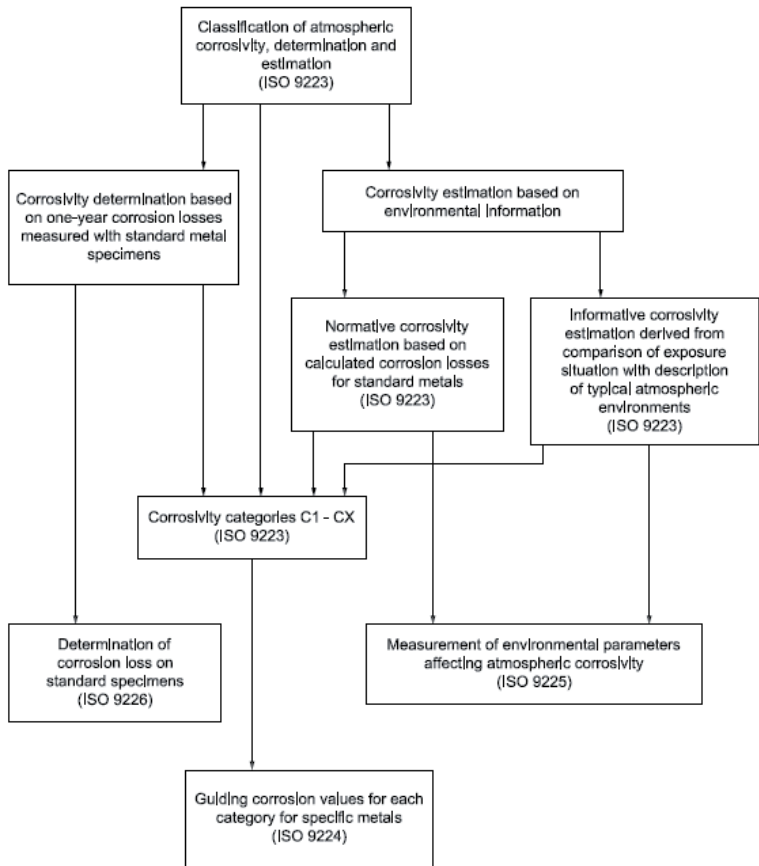 Classification of atmospheric
corrosivity, determination and
estimation
(ISO 9223)
Corrosivity determination based
on one-year corrosion losses
measured with standard metal
specimens
Corrosivity estimation based on
environmental information
Normative corrosivity
estimation based on
calculated corrosion losses
for standard metals
(ISO 9223)
Informative corrosivity
estimation derived from
comparison of exposure
situation with description
of typical atmospheric
environments
(ISO 9223)
Corrosivity categories C1 - CX
(ISO 9223)
Determination of
corrosion loss on
standard specimens
(ISO 9226)
Measurement of environmental parameters
affecting atmospheric corrosivity
(ISO 9225)
Guiding corrosion values for each
category for specific metals
(ISO 9224)